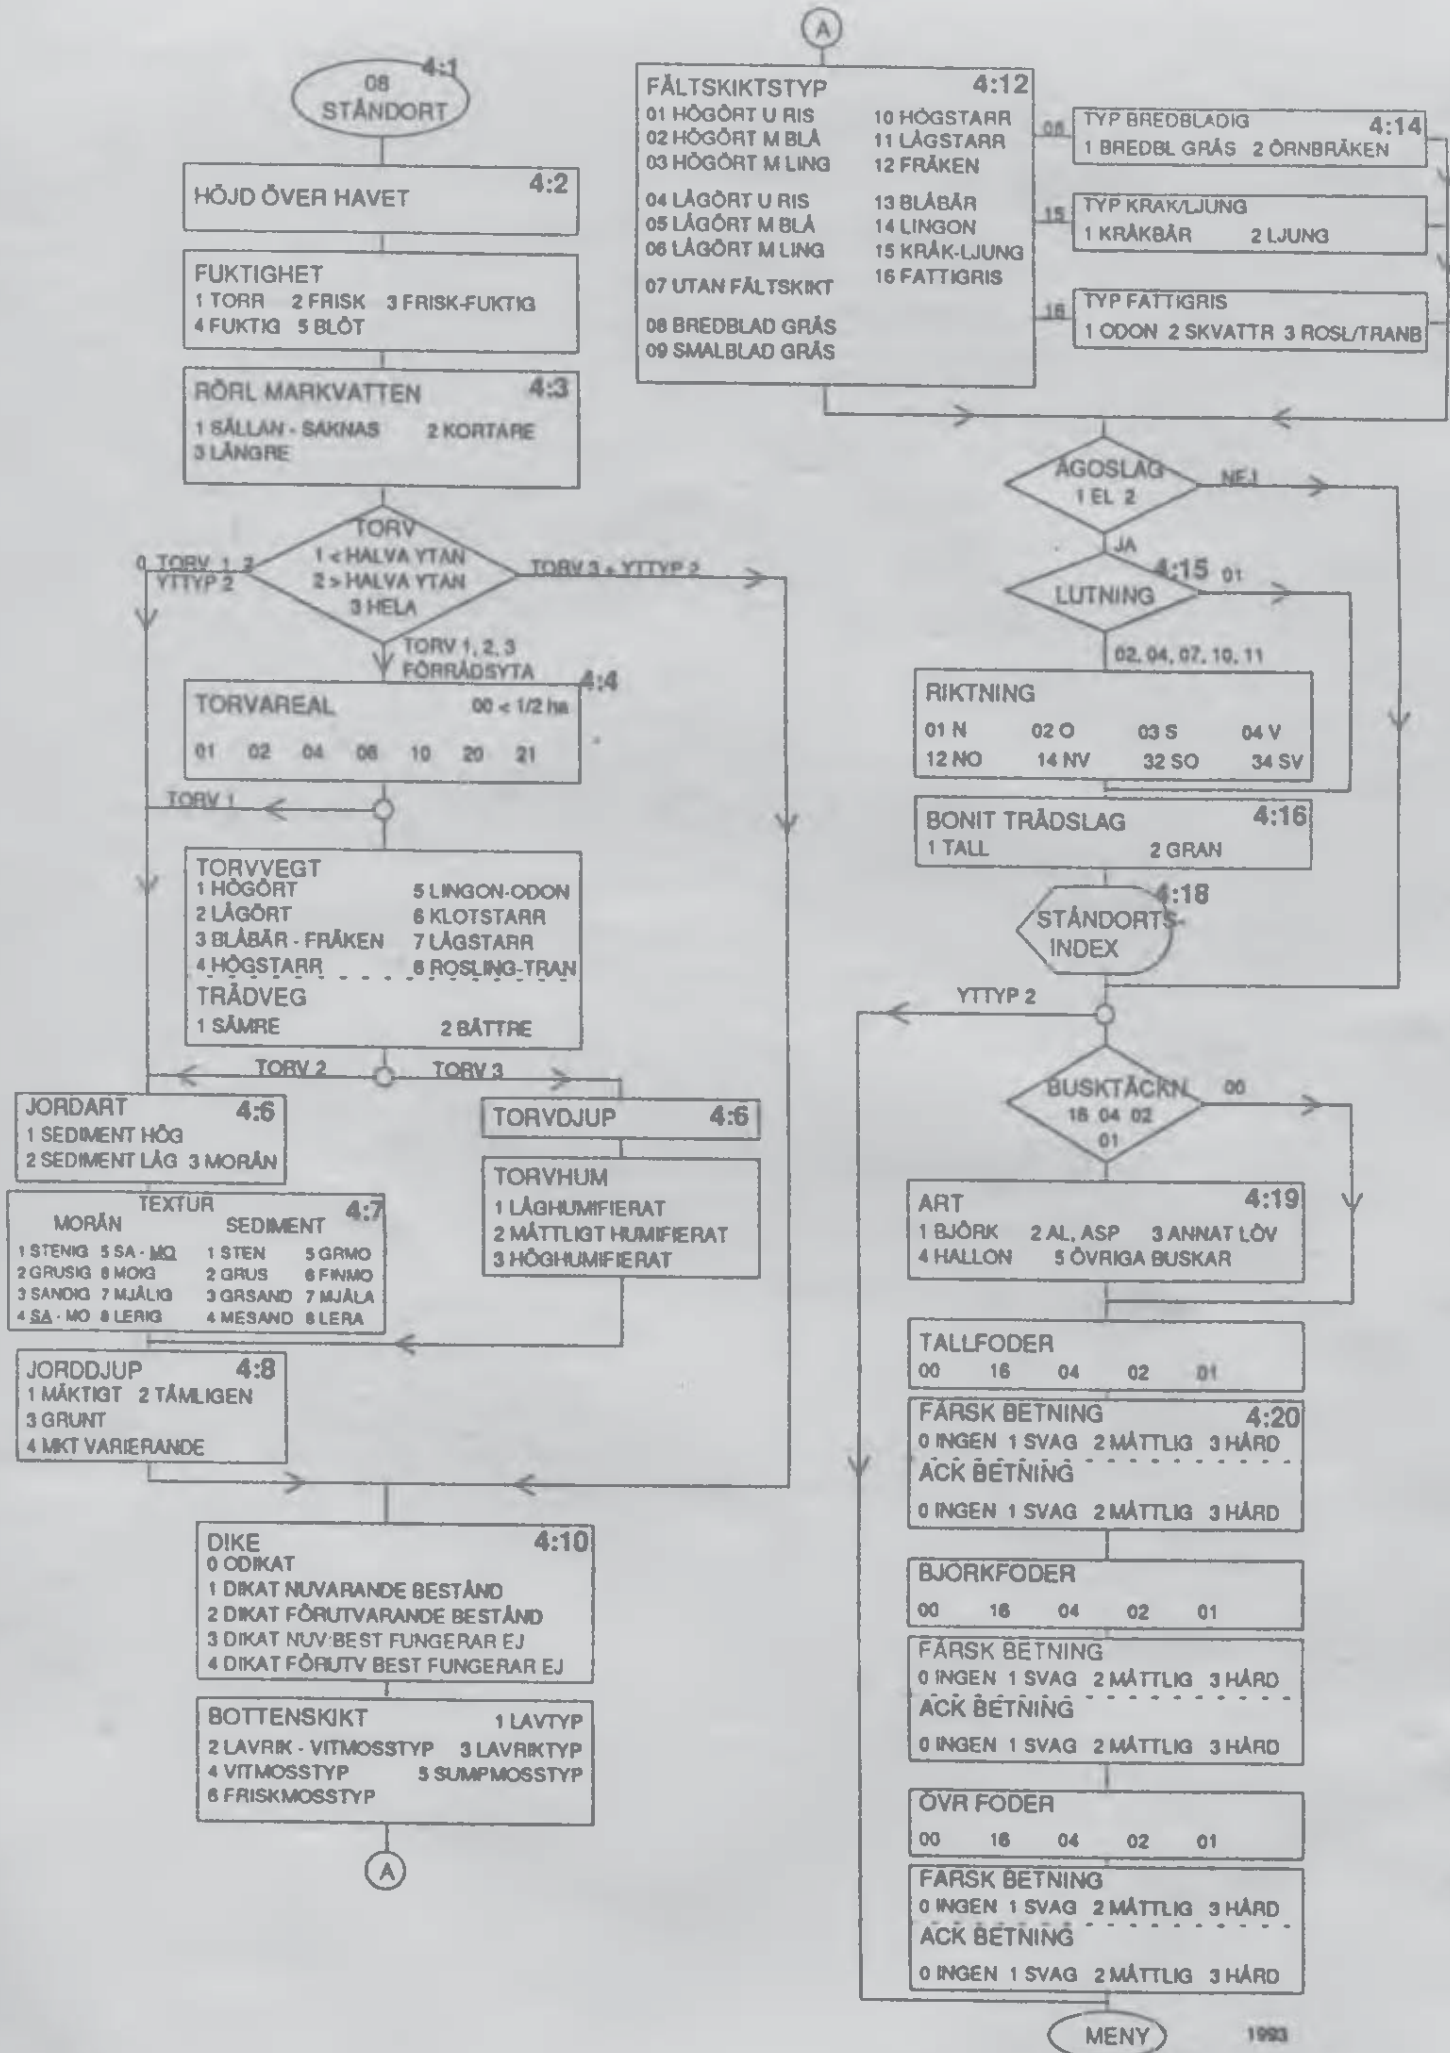 4:1
08
STÅNDORT
4:2
HÖJD ÖVER HAVET
FUKTIGHET
1 TORR 2 FRISK 3 FRISK-FUKTIG
4 FUKTIG 5 BLÖT
RÖRL MARKVATTEN 4:3
1 SÄLLAN - SAKNAS 2 KORTARE
3 LÄNGRE
TORV
1 < HALVA YTAN
2 > HALVA YTAN
3 HELA
0 TORV 1, 2
YTTYP 2
TORV 3 + YTTYP 2
TORV 1, 2, 3
FÖRRÅDSYTA
4:4
TORVAREAL 00 < 1/2 ha
01 02 04 06 10 20 21
TORV 1
TORVVEGT
1 HÖGÖRT 5 LINGON-ODON
2 LÅGÖRT 6 KLOTSTARR
3 BLÅBÄR - FRÄKEN 7 LÅGSTARR
4 HÖGSTARR 8 ROSLING-TRAN
TRÄDVEG
1 SÄMRE 2 BÄTTRE
TORV 2 TORV 3
JORDART 4:6
1 SEDIMENT HÖG
2 SEDIMENT LÅG 3 MORÄN
TORVDJUP 4:6
TORVHUM
1 LÅGHUMIFIERAT
2 MÅTTLIGT HUMIFIERAT
3 HÖGHUMIFIERAT
TEXTUR 4:7
MORÄN SEDIMENT
1 STENIG 5 SA - MO 1 STEN 5 GRMO
2 GRUSIG 6 MOIG 2 GRUS 6 FINMO
3 SANDIG 7 MJÄLIG 3 GRSAND 7 MJÄLA
4 SA - MO 8 LERIG 4 MESAND 8 LERA
JORDDJUP 4:8
1 MÄKTIGT 2 TÄMLIGEN
3 GRUNT
4 MKT VARIERANDE
DIKE 4:10
0 ODIKAT
1 DIKAT NUVARANDE BESTÅND
2 DIKAT FÖRUTVARANDE BESTÅND
3 DIKAT NUV:BEST FUNGERAR EJ
4 DIKAT FÖRUTV BEST FUNGERAR EJ
BOTTENSKIKT 1 LAVTYP
2 LAVRIK - VITMOSSTYP 3 LAVRIKTYP
4 VITMOSSTYP 5 SUMPMOSSTYP
6 FRISKMOSSTYP
A
A
FÄLTSKIKTSTYP 4:12
01 HÖGÖRT U RIS 10 HÖGSTARR
02 HÖGÖRT M BLÅ 11 LÅGSTARR
03 HÖGÖRT M LING 12 FRÄKEN
04 LÅGÖRT U RIS 13 BLÅBÄR
05 LÅGÖRT M BLÅ 14 LINGON
06 LÅGÖRT M LING 15 KRÅK-LJUNG
07 UTAN FÄLTSKIKT 16 FATTIGRIS
08 BREDBLAD GRÄS
09 SMALBLAD GRÄS
08
TYP BREDBLADIG 4:14
1 BREDBL GRÄS 2 ÖRNBRÄKEN
15
TYP KRÄK/LJUNG
1 KRÅKBÄR 2 LJUNG
16
TYP FATTIGRIS
1 ODON 2 SKVATTR 3 ROSL/TRANB
ÄGOSLAG
1 EL 2
NEJ
JA
4:15 01
LUTNING
02, 04, 07, 10, 11
RIKTNING
01 N 02 O 03 S 04 V
12 NO 14 NV 32 SO 34 SV
BONIT TRÄDSLAG 4:16
1 TALL 2 GRAN
4:18
STÅNDORTS-
INDEX
YTTYP 2
BUSKTÄCKN 00
16 04 02
01
ART 4:19
1 BJÖRK 2 AL, ASP 3 ANNAT LÖV
4 HALLON 5 ÖVRIGA BUSKAR
TALLFODER
00 16 04 02 01
FÄRSK BETNING 4:20
0 INGEN 1 SVAG 2 MÅTTLIG 3 HÅRD
ACK BETNING
0 INGEN 1 SVAG 2 MÅTTLIG 3 HÅRD
BJÖRKFODER
00 16 04 02 01
FÄRSK BETNING
0 INGEN 1 SVAG 2 MÅTTLIG 3 HÅRD
ACK BETNING
0 INGEN 1 SVAG 2 MÅTTLIG 3 HÅRD
ÖVR FODER
00 16 04 02 01
FÄRSK BETNING
0 INGEN 1 SVAG 2 MÅTTLIG 3 HÅRD
ACK BETNING
0 INGEN 1 SVAG 2 MÅTTLIG 3 HÅRD
MENY
1993